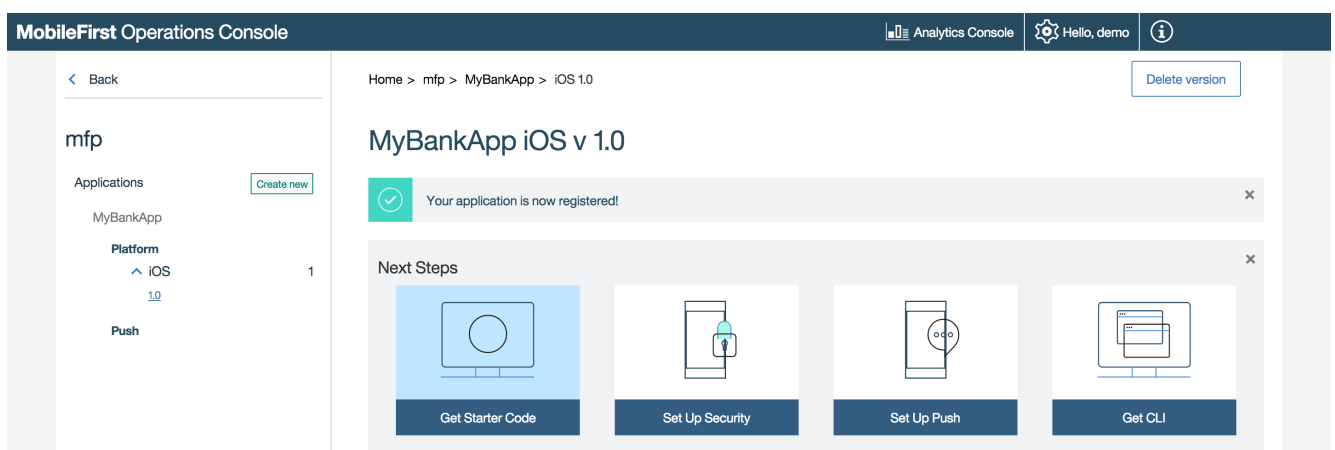 MobileFirst Operations Console
Analytics Console
Hello, demo
Back
Home > mfp > MyBankApp > iOS 1.0
Delete version
mfp
MyBankApp iOS v 1.0
Applications
Create new
Your application is now registered!
MyBankApp
Platform
iOS 1
1.0
Push
Next Steps
Get Starter Code
Set Up Security
Set Up Push
Get CLI